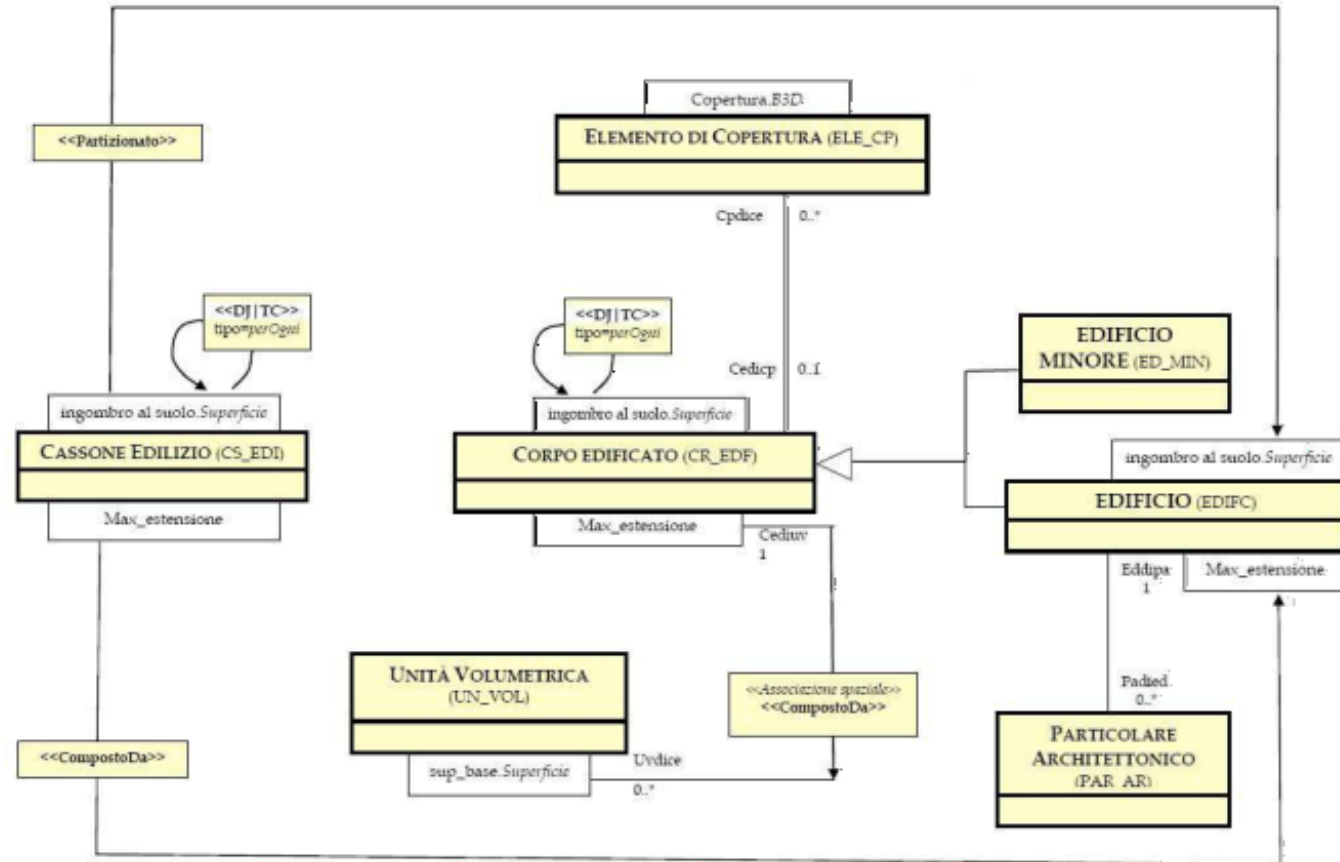 Copertura.B3D.
ELEMENTO DI COPERTURA (ELE_CP)
<<Partizionato>>
Cpdice 0..*
<<DJ|TC>>
tipo=perOgni
<<DJ|TC>>
tipo=perOgni
EDIFICIO
MINORE (ED_MIN)
Cedicp 0..1
ingombro al suolo.Superficie
ingombro al suolo.Superficie
CASSONE EDILIZIO (CS_EDI)
CORPO EDIFICATO (CR_EDF)
ingombro al suolo.Superficie
EDIFICIO (EDIFC)
Max_estensione
Max_estensione
Cediuv
1
Eddipa
1
Max_estensione
UNITÀ VOLUMETRICA
(UN_VOL)
<<Associazione spaziale>>
<<CompostoDa>>
Padied.
0..*
<<CompostoDa>>
sup_base.Superficie
Uvdice
0..*
PARTICOLARE
ARCHITETTONICO
(PAR_AR)